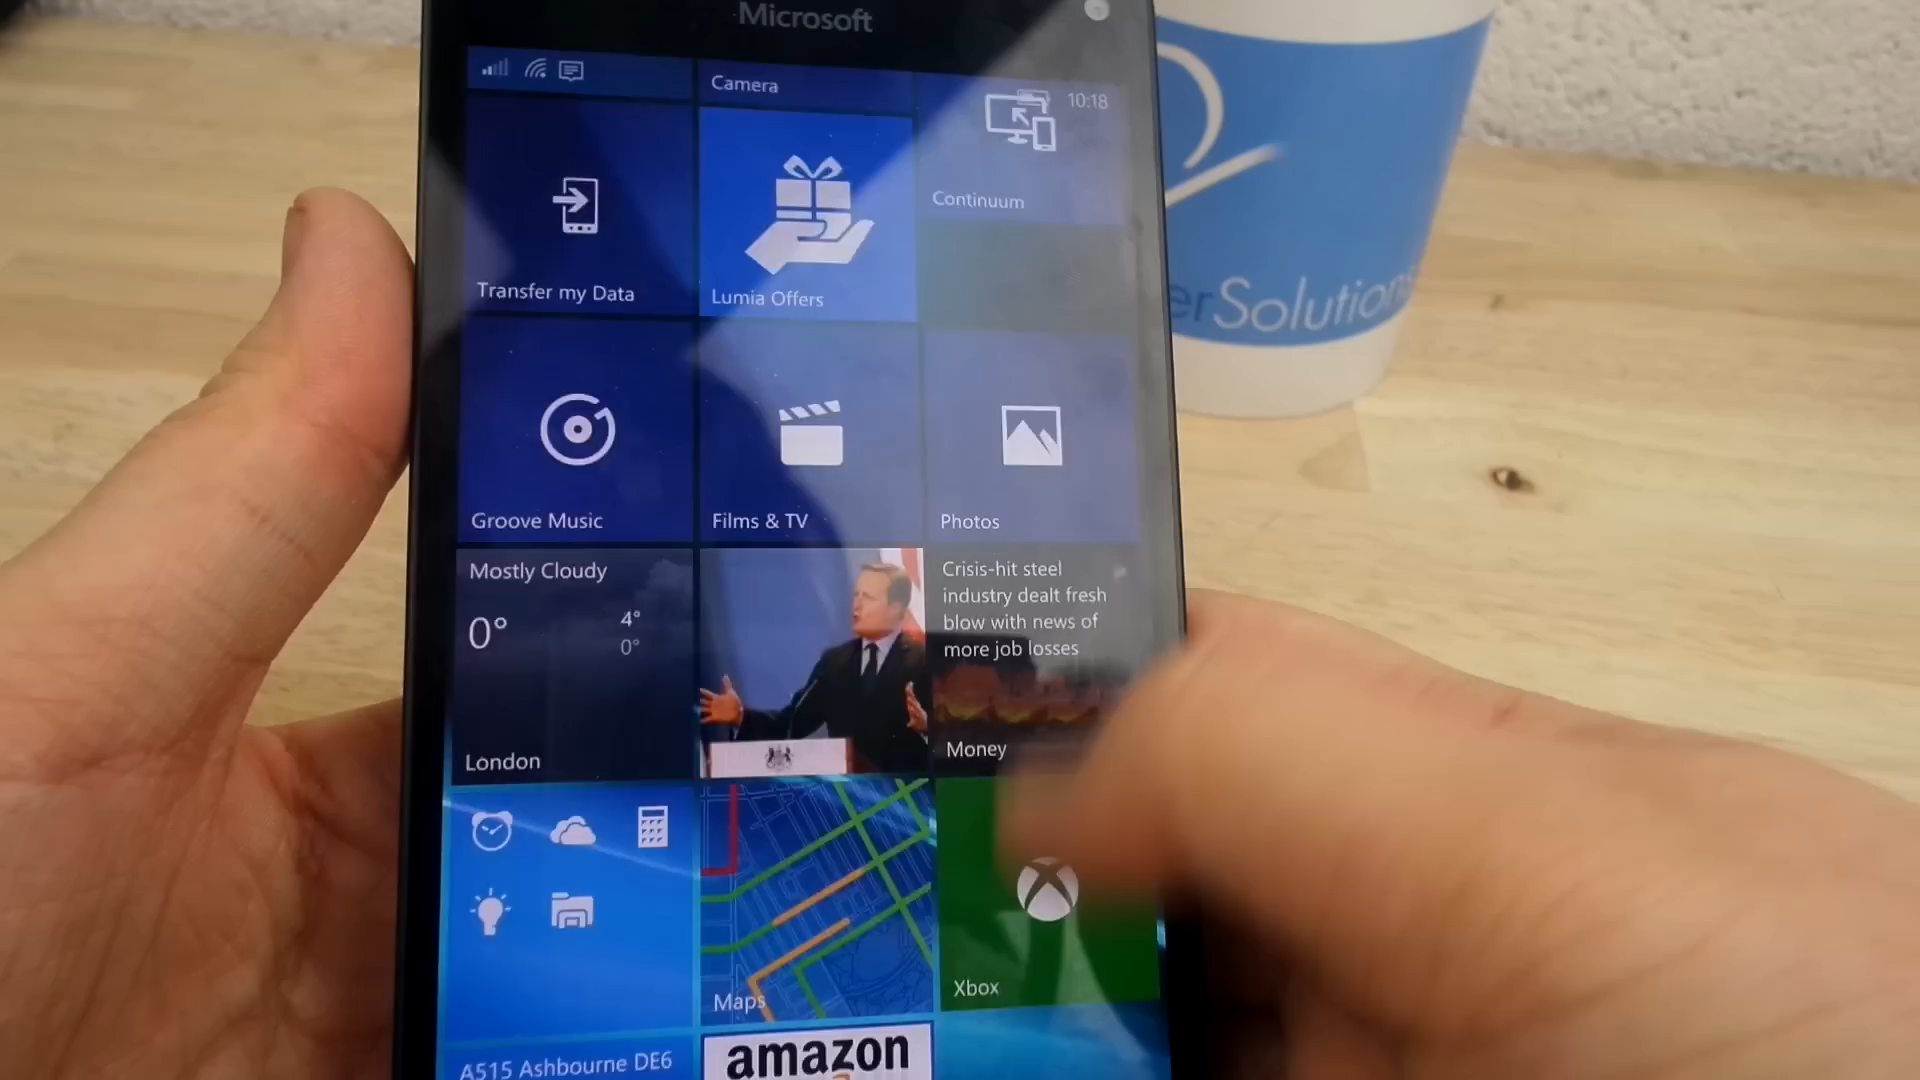 Microsoft
Camera
10:18
Continuum
Transfer my Data
Lumia Offers
Groove Music
Films & TV
Photos
Mostly Cloudy
0°
4°
0°
London
Crisis-hit steel
industry dealt fresh
blow with news of
more job losses
Money
Maps
Xbox
A515 Ashbourne DE6
amazon
erSolution